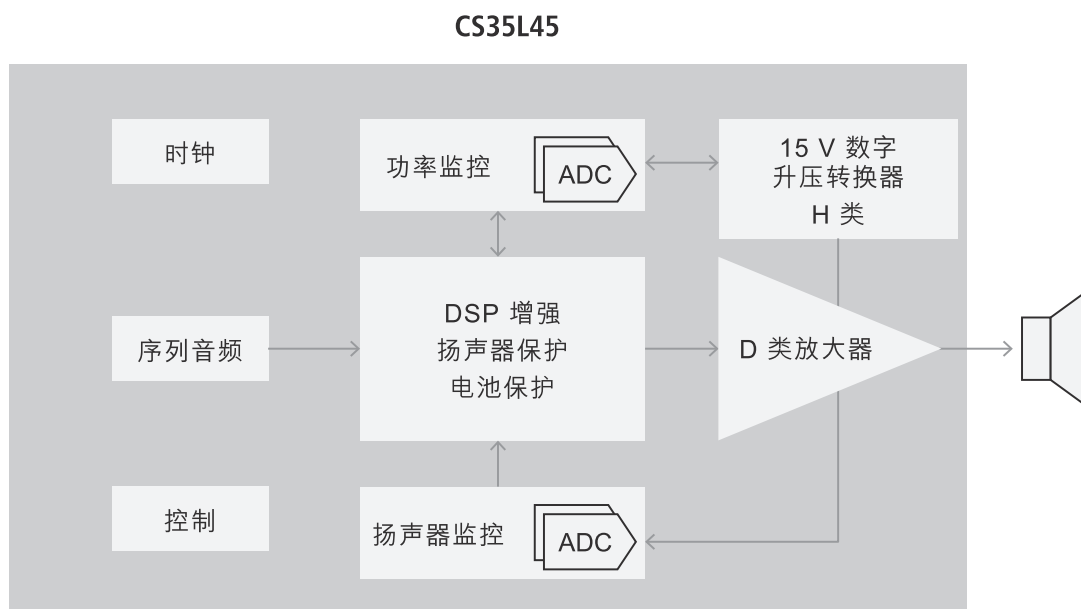 CS35L45
时钟
功率监控
ADC
15 V 数字
升压转换器
H 类
序列音频
DSP 增强
扬声器保护
电池保护
D 类放大器
控制
扬声器监控
ADC